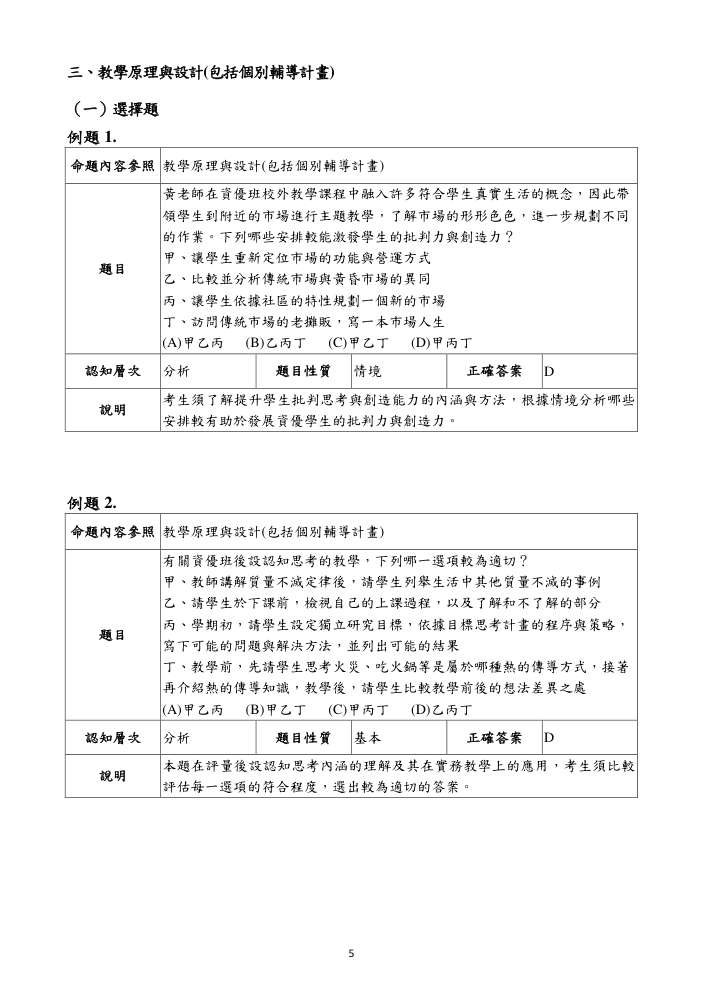 三、教學原理與設計(包括個別輔導計畫)
（一）選擇題
例題 1.
命題內容參照 教學原理與設計(包括個別輔導計畫)
題目
黃老師在資優班校外教學課程中融入許多符合學生真實生活的概念，因此帶
領學生到附近的市場進行主題教學，了解市場的形形色色，進一步規劃不同
的作業。下列哪些安排較能激發學生的批判力與創造力？
甲、讓學生重新定位市場的功能與營運方式
乙、比較並分析傳統市場與黃昏市場的異同
丙、讓學生依據社區的特性規劃一個新的市場
丁、訪問傳統市場的老攤販，寫一本市場人生
(A)甲乙丙 (B)乙丙丁 (C)甲乙丁 (D)甲丙丁
認知層次 分析 題目性質 情境 正確答案 D
說明
考生須了解提升學生批判思考與創造能力的內涵與方法，根據情境分析哪些
安排較有助於發展資優學生的批判力與創造力。
例題 2.
命題內容參照 教學原理與設計(包括個別輔導計畫)
題目
有關資優班後設認知思考的教學，下列哪一選項較為適切？
甲、教師講解質量不滅定律後，請學生列舉生活中其他質量不滅的事例
乙、請學生於下課前，檢視自己的上課過程，以及了解和不了解的部分
丙、學期初，請學生設定獨立研究目標，依據目標思考計畫的程序與策略，
寫下可能的問題與解決方法，並列出可能的結果
丁、教學前，先請學生思考火災、吃火鍋等是屬於哪種熱的傳導方式，接著
再介紹熱的傳導知識，教學後，請學生比較教學前後的想法差異之處
(A)甲乙丙 (B)甲乙丁 (C)甲丙丁 (D)乙丙丁
認知層次 分析 題目性質 基本 正確答案 D
說明
本題在評量後設認知思考內涵的理解及其在實務教學上的應用，考生須比較
評估每一選項的符合程度，選出較為適切的答案。
5